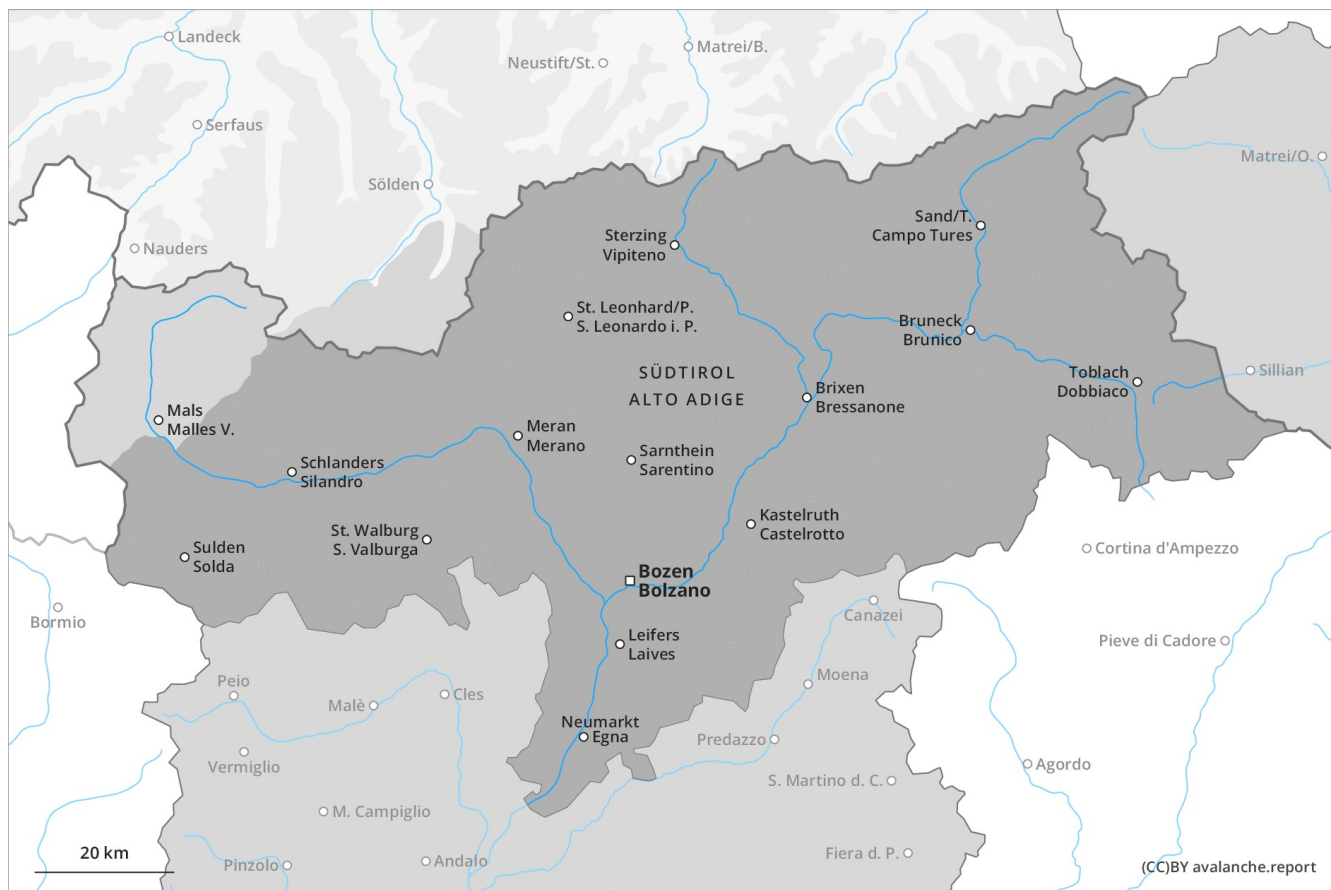 Landeck
Matrei/B.
Neustift/St.
Serfaus
Matrei/O.
Sölden
Sand/T.
Campo Tures
Nauders
Sterzing
Vipiteno
St. Leonhard/P.
S. Leonardo i. P.
Bruneck
Brunico
SÜDTIROL
ALTO ADIGE
Toblach
Dobbiaco
Sillian
Brixen
Bressanone
Mals
Malles V.
Meran
Merano
Sarnthein
Sarentino
Schlanders
Silandro
Kastelruth
Castelrotto
St. Walburg
S. Valburga
Sulden
Solda
Cortina d'Ampezzo
Bozen
Bolzano
Bormio
Canazei
Leifers
Laives
Pieve di Cadore
Moena
Peio
Malè
Cles
Neumarkt
Egna
Predazzo
Vermiglio
Agordo
S. Martino d. C.
M. Campiglio
20 km
Pinzolo
Andalo
Fiera d. P.
(CC)BY avalanche.report